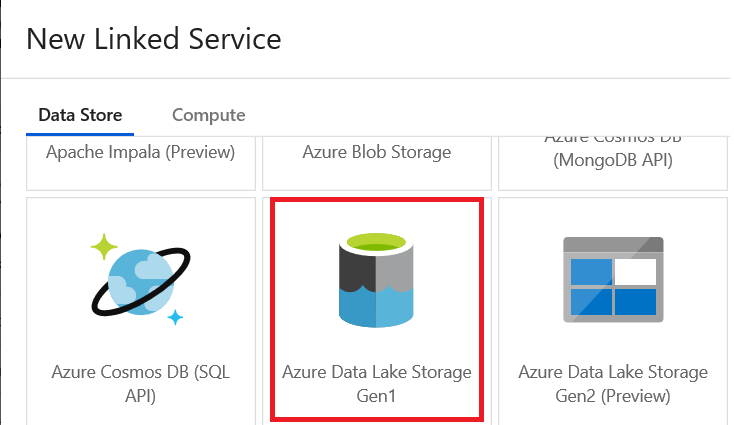 New Linked Service
Data Store
Compute
Apache Impala (Preview)
Azure Blob Storage
Azure Cosmos DB
(MongoDB API)
Azure Cosmos DB (SQL
API)
Azure Data Lake Storage
Gen1
Azure Data Lake Storage
Gen2 (Preview)